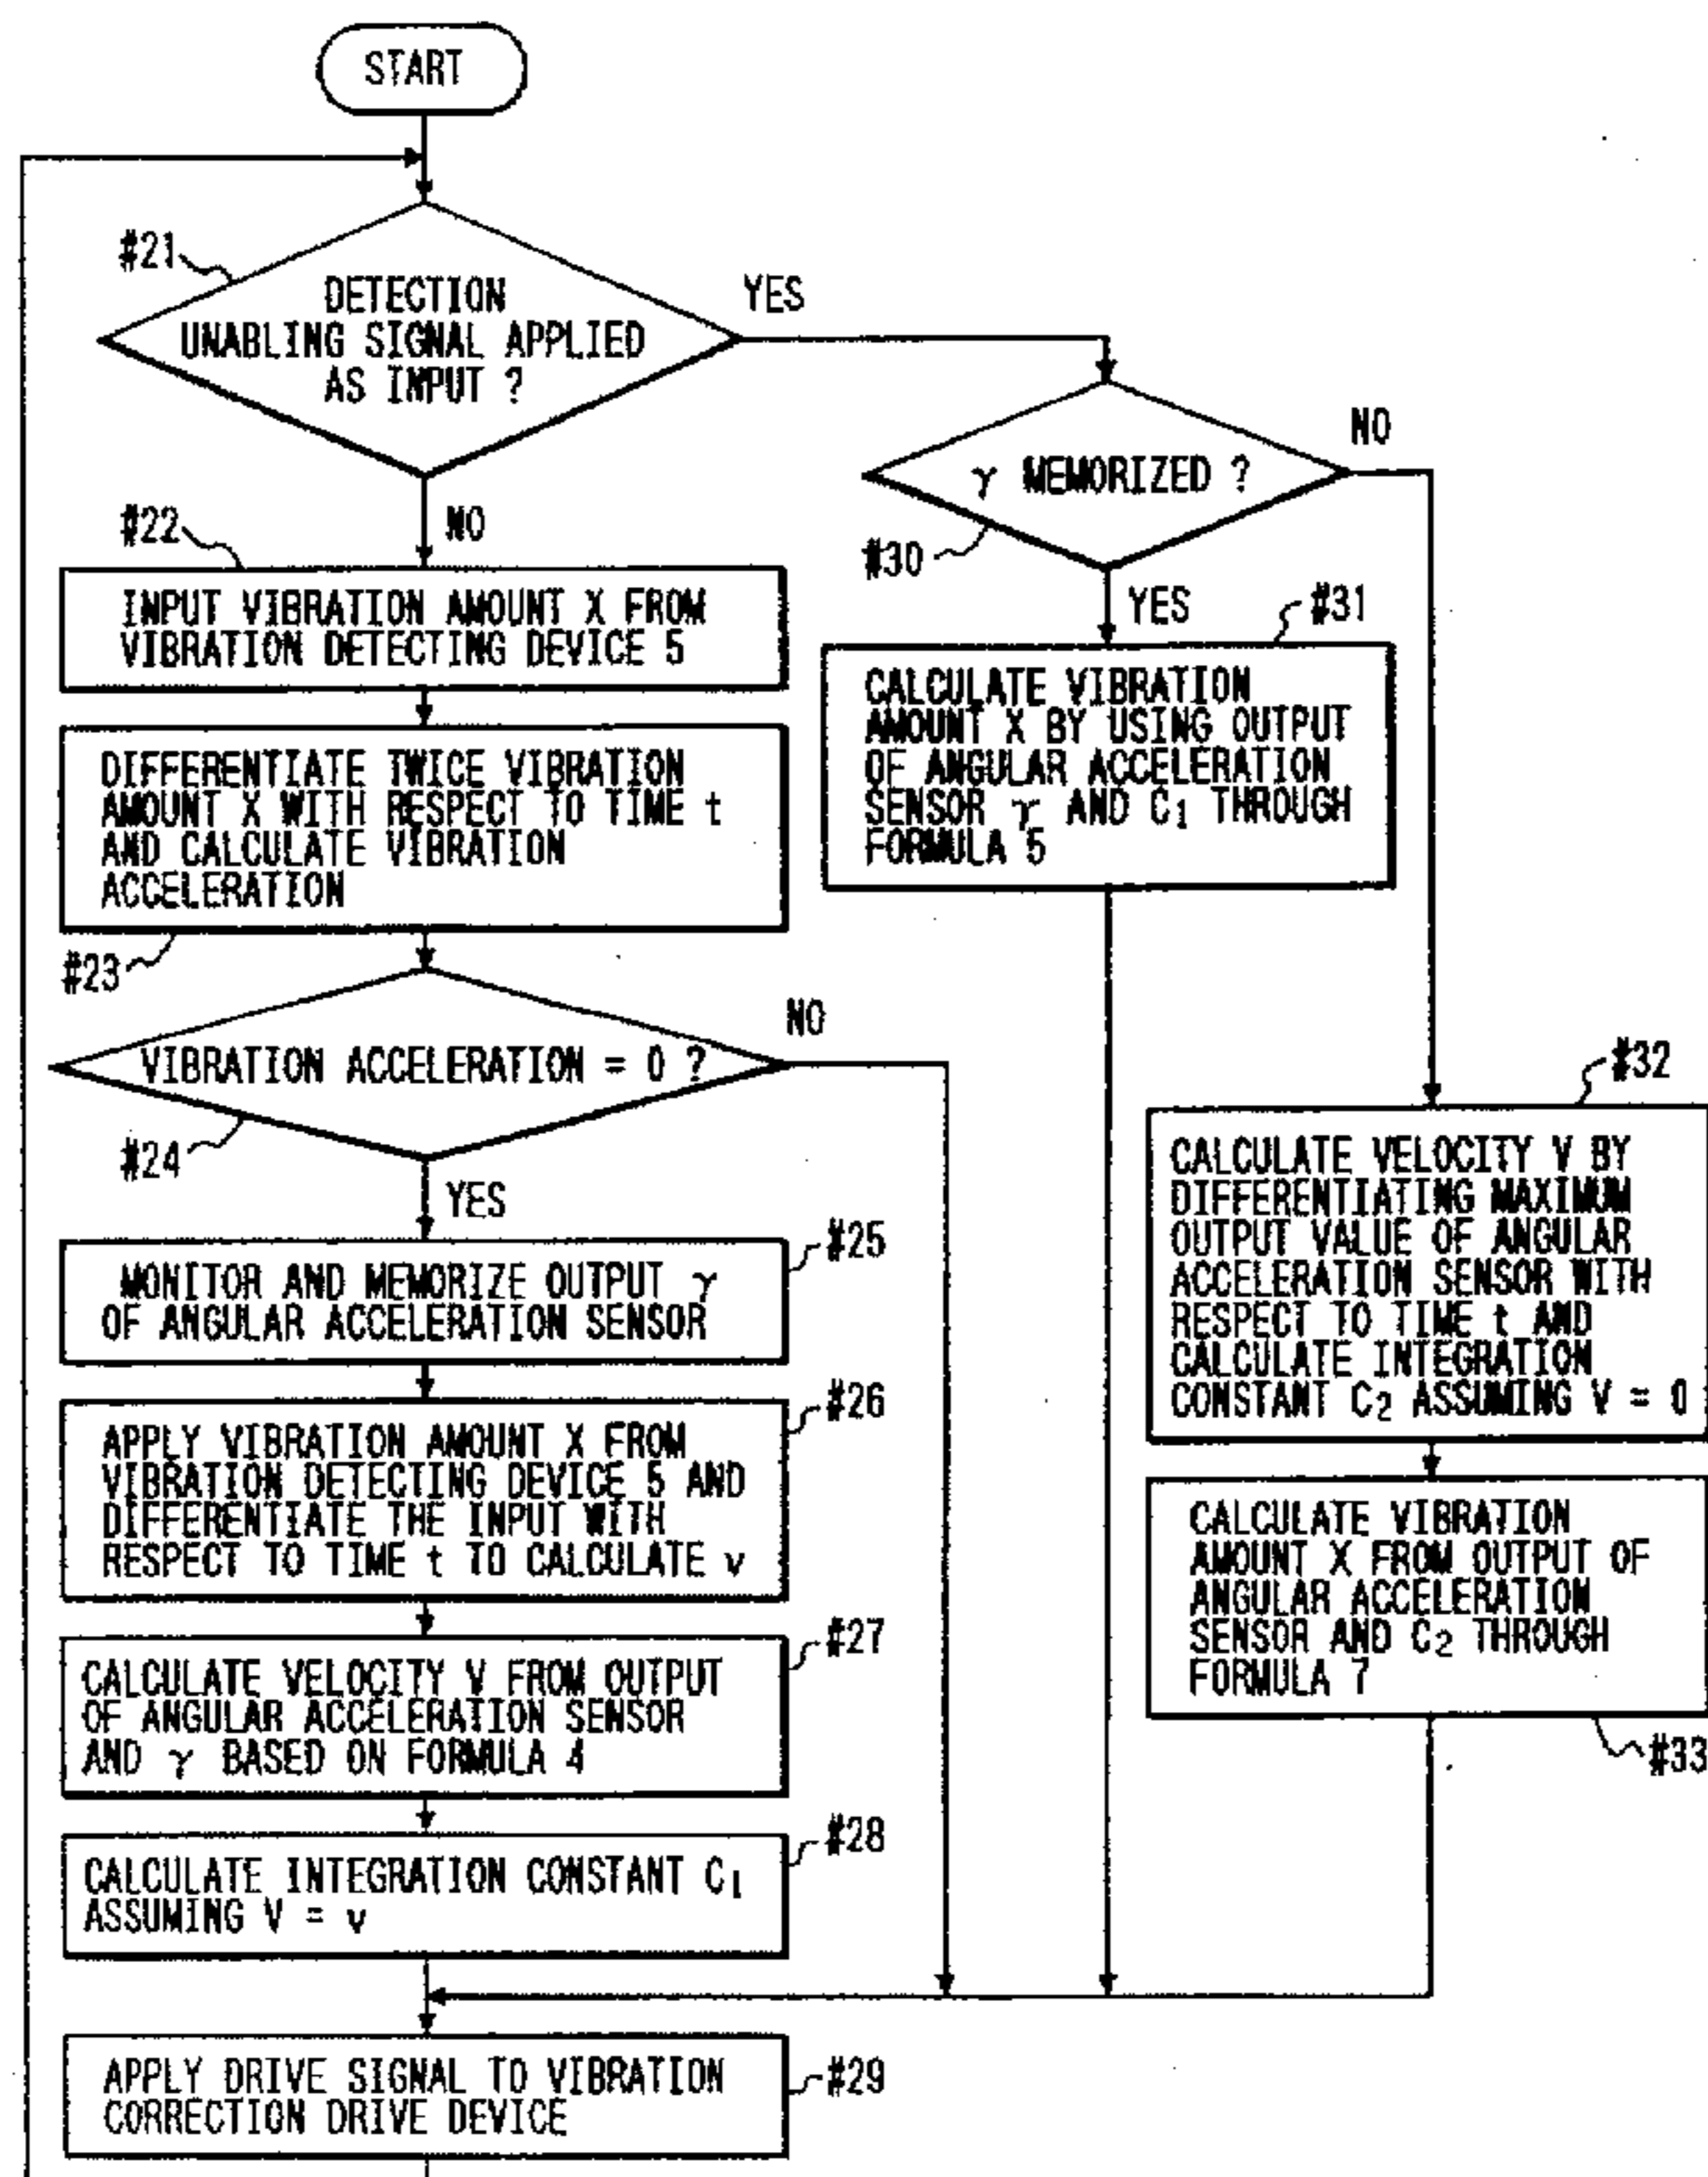 START
#21
DETECTION
UNABLING SIGNAL APPLIED
AS INPUT ?
YES
NO
#22
INPUT VIBRATION AMOUNT X FROM
VIBRATION DETECTING DEVICE 5
DIFFERENTIATE TWICE VIBRATION
AMOUNT X WITH RESPECT TO TIME t
AND CALCULATE VIBRATION
ACCELERATION
#23
VIBRATION ACCELERATION = 0 ?
NO
#24
YES
#25
MONITOR AND MEMORIZE OUTPUT γ
OF ANGULAR ACCELERATION SENSOR
#26
APPLY VIBRATION AMOUNT X FROM
VIBRATION DETECTING DEVICE 5 AND
DIFFERENTIATE THE INPUT WITH
RESPECT TO TIME t TO CALCULATE v
#27
CALCULATE VELOCITY V FROM OUTPUT
OF ANGULAR ACCELERATION SENSOR
AND γ BASED ON FORMULA 4
#28
CALCULATE INTEGRATION CONSTANT C1
ASSUMING V = v
#29
APPLY DRIVE SIGNAL TO VIBRATION
CORRECTION DRIVE DEVICE
γ MEMORIZED ?
NO
#30
YES
#31
CALCULATE VIBRATION
AMOUNT X BY USING OUTPUT
OF ANGULAR ACCELERATION
SENSOR γ AND C1 THROUGH
FORMULA 5
#32
CALCULATE VELOCITY V BY
DIFFERENTIATING MAXIMUM
OUTPUT VALUE OF ANGULAR
ACCELERATION SENSOR WITH
RESPECT TO TIME t AND
CALCULATE INTEGRATION
CONSTANT C2 ASSUMING V = 0
CALCULATE VIBRATION
AMOUNT X FROM OUTPUT OF
ANGULAR ACCELERATION
SENSOR AND C2 THROUGH
FORMULA 7
#33